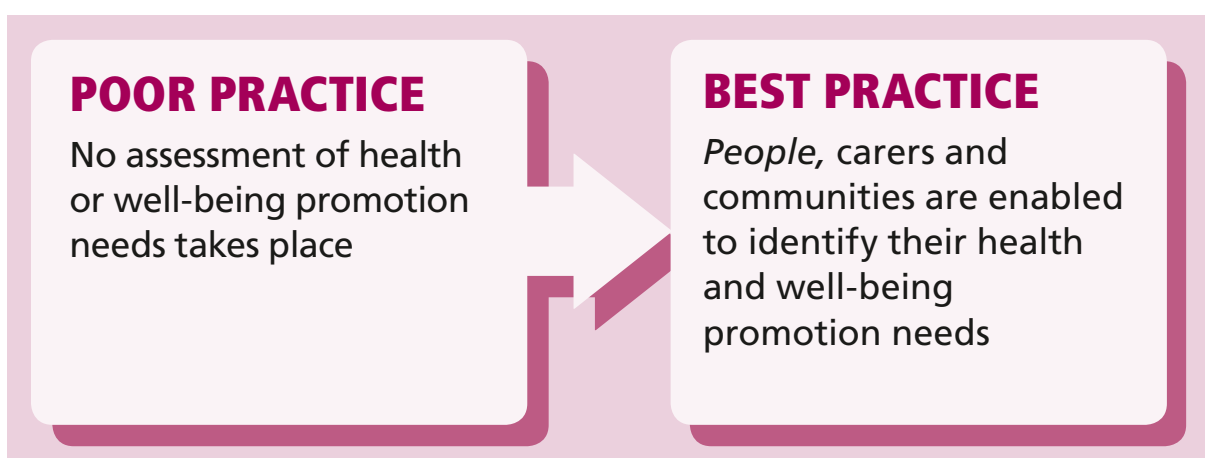 POOR PRACTICE
No assessment of health
or well-being promotion
needs takes place
BEST PRACTICE
People, carers and
communities are enabled
to identify their health
and well-being
promotion needs